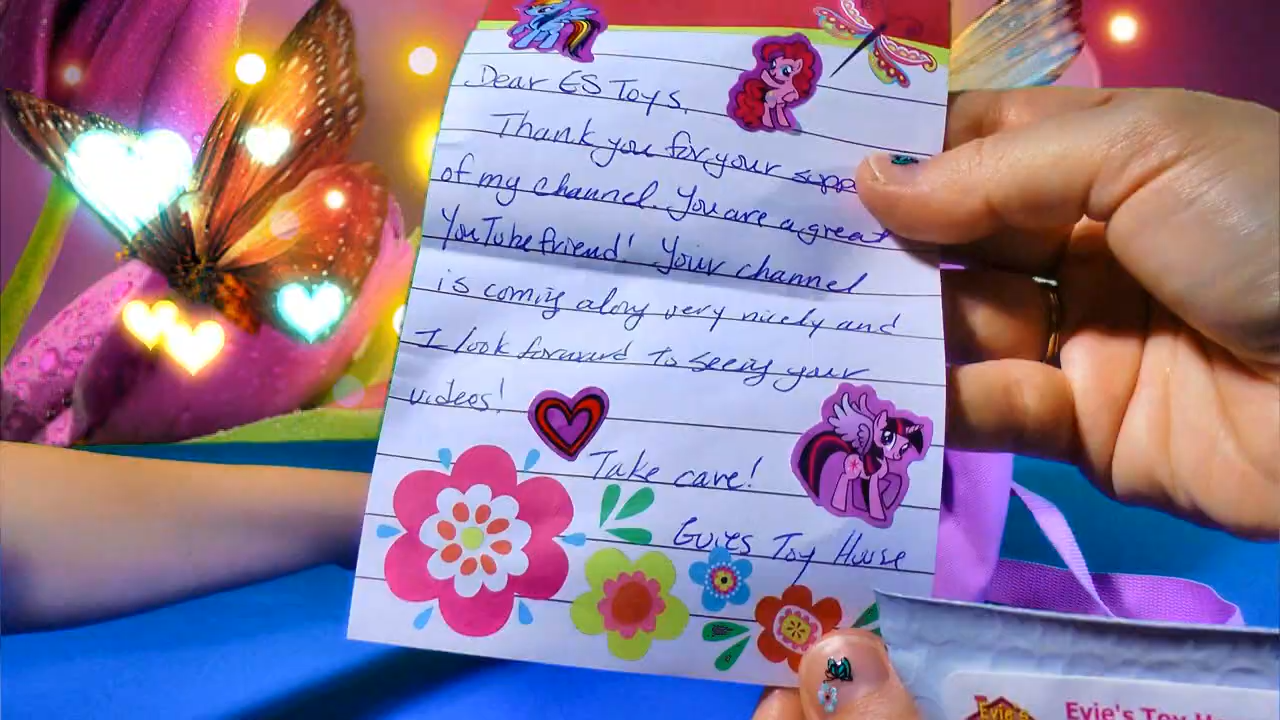 Dear ES Toys,
Thank you for your supp
of my channel. You are a great
YouTube friend! Your channel
is coming along very nicely and
I look forward to seeing your
videos!
Take care!
Evies Toy House
Evie's
Evie's Toy H